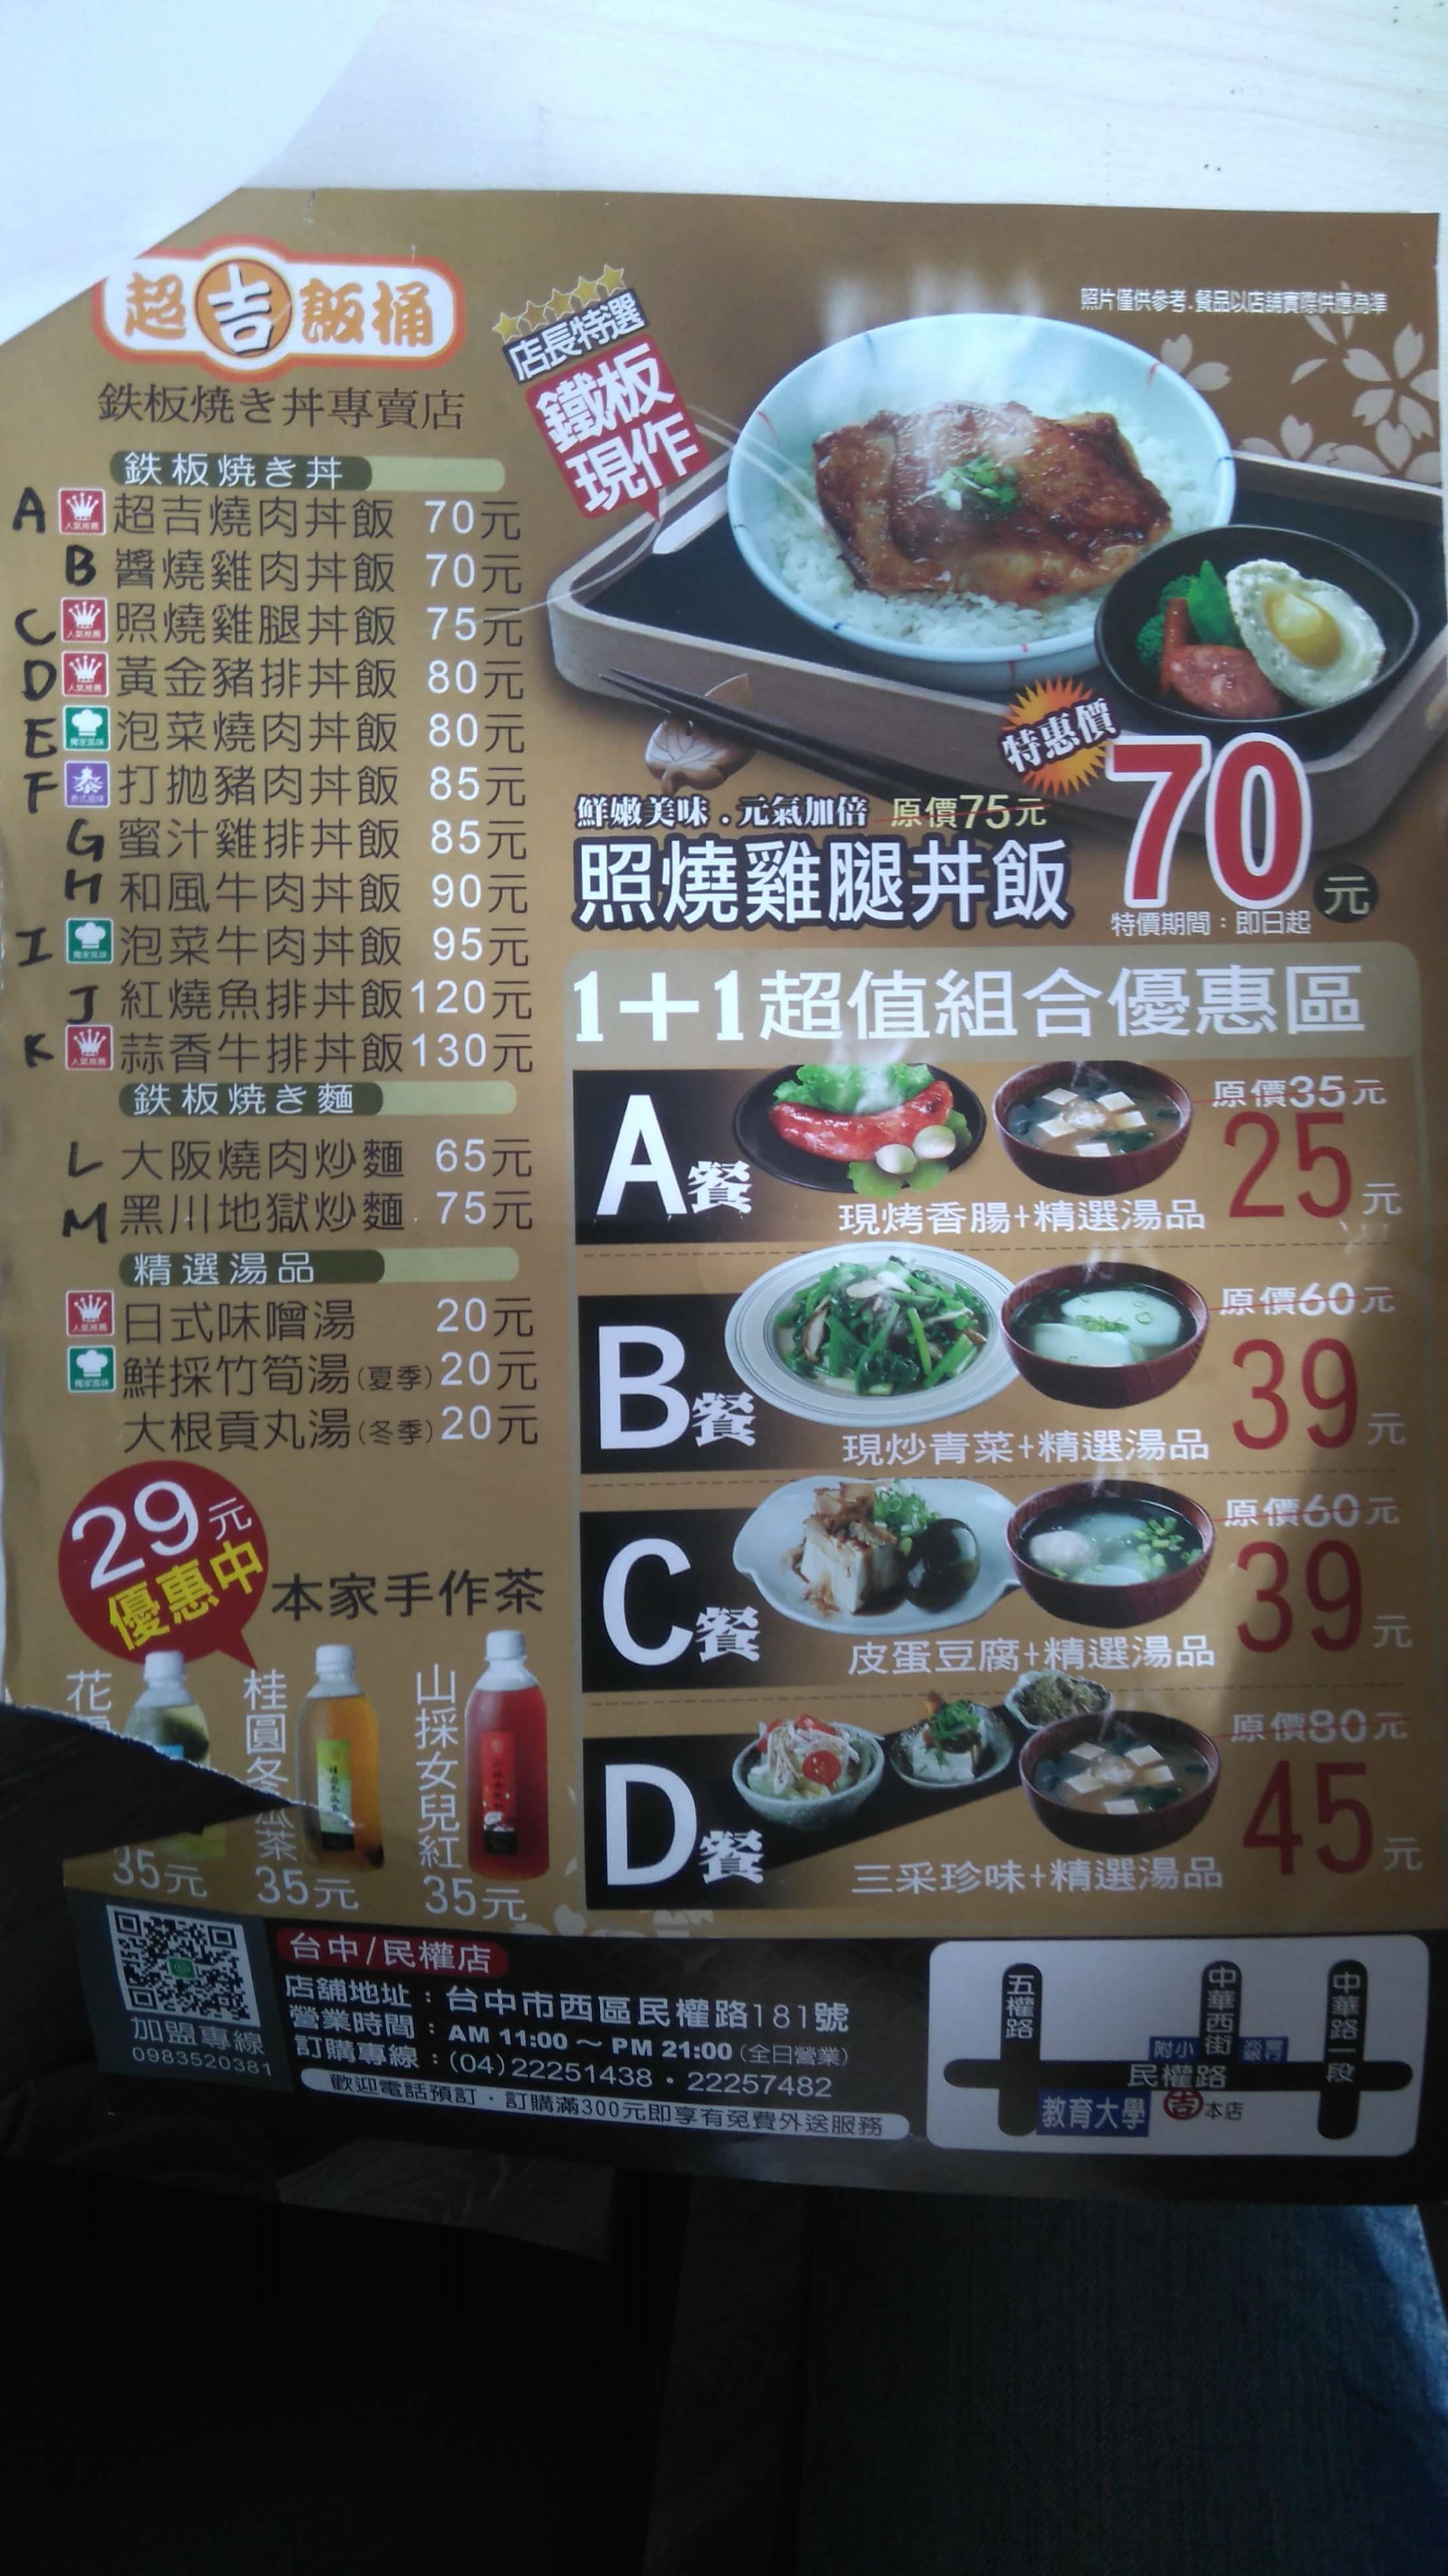 超吉飯桶
鉄板焼き丼專賣店
鉄板焼き丼
A 人氣推薦 超吉燒肉丼飯 70元
B 醬燒雞肉丼飯 70元
C 人氣推薦 照燒雞腿丼飯 75元
D 人氣推薦 黃金豬排丼飯 80元
E 獨家風味 泡菜燒肉丼飯 80元
F 泰 泰式風味 打拋豬肉丼飯 85元
G 蜜汁雞排丼飯 85元
H 和風牛肉丼飯 90元
I 獨家風味 泡菜牛肉丼飯 95元
J 紅燒魚排丼飯 120元
K 人氣推薦 蒜香牛排丼飯 130元
鉄板焼き麵
L 大阪燒肉炒麵 65元
M 黑川地獄炒麵 75元
精選湯品
人氣推薦 日式味噌湯 20元
獨家風味 鮮採竹筍湯(夏季) 20元
大根貢丸湯(冬季) 20元
29元
優惠中
本家手作茶
花
35元
桂圓冬瓜茶
35元
山採女兒紅
35元
店長特選
鐵板
現作
照片僅供參考.餐品以店舖實際供應為準
特惠價
70元
鮮嫩美味.元氣加倍 原價75元
照燒雞腿丼飯
特價期間：即日起
1+1超值組合優惠區
A餐
原價35元
25元
現烤香腸+精選湯品
B餐
原價60元
39元
現炒青菜+精選湯品
C餐
原價60元
39元
皮蛋豆腐+精選湯品
D餐
原價80元
45元
三采珍味+精選湯品
加盟專線
0983520381
台中/民權店
店舖地址：台中市西區民權路181號
營業時間：AM 11:00～PM 21:00(全日營業)
訂購專線：(04)22251438・22257482
歡迎電話預訂・訂購滿300元即享有免費外送服務
五權路
中華西街
中華路一段
附小
民權路
教育大學
吉本店